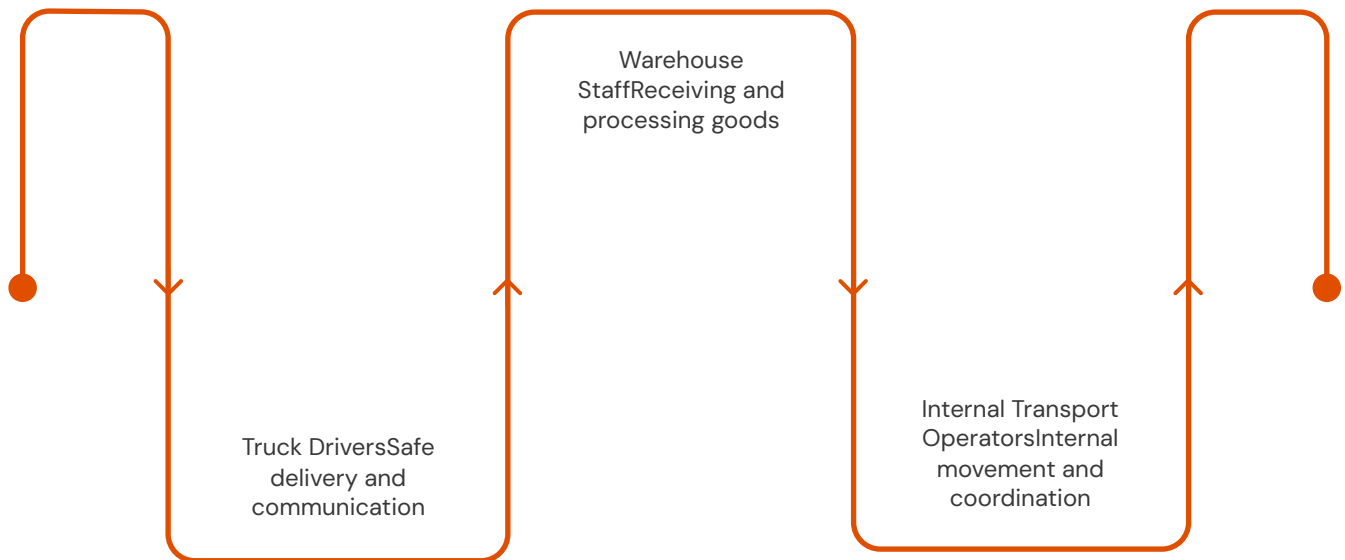 Warehouse
StaffReceiving and
processing goods
Truck DriversSafe
delivery and
communication
Internal Transport
OperatorsInternal
movement and
coordination